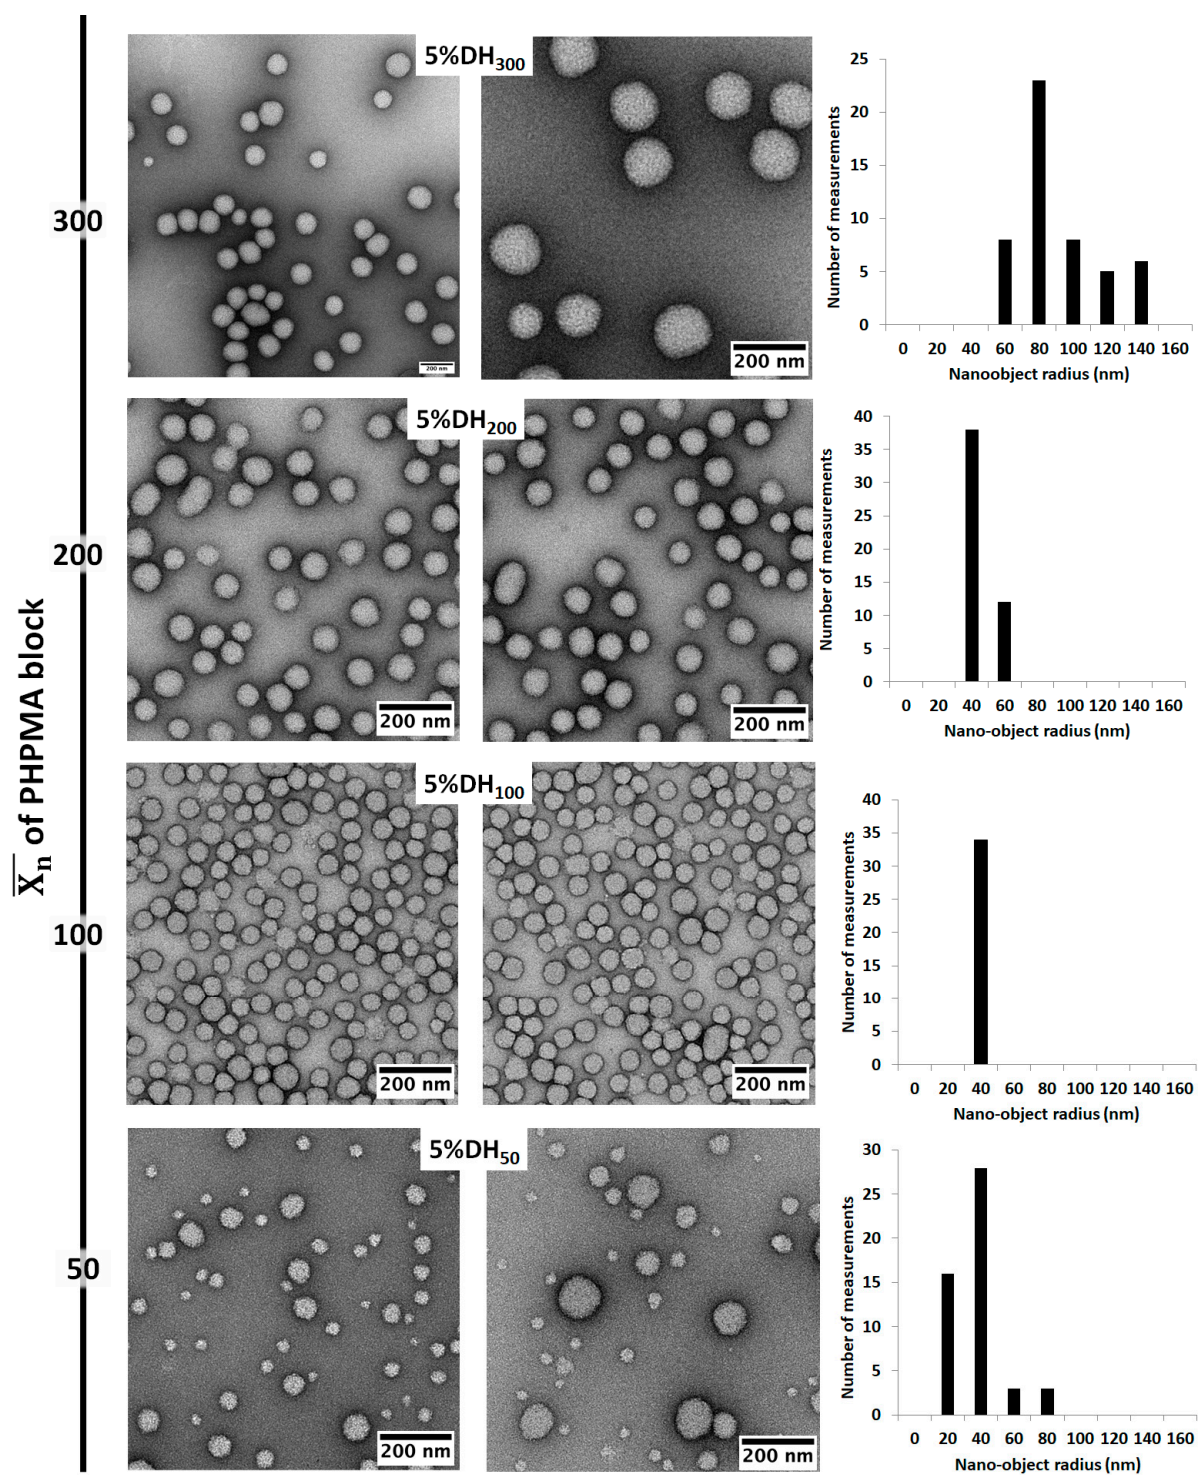 X̅n of PHPMA block
300
5%DH300
200 nm
200 nm
Number of measurements
25
20
15
10
5
0
0 20 40 60 80 100 120 140 160
Nanoobject radius (nm)
200
5%DH200
200 nm
200 nm
Number of measurements
40
35
30
25
20
15
10
5
0
0 20 40 60 80 100 120 140 160
Nano-object radius (nm)
100
5%DH100
200 nm
200 nm
Number of measurements
40
35
30
25
20
15
10
5
0
0 20 40 60 80 100 120 140 160
Nano-object radius (nm)
50
5%DH50
200 nm
200 nm
Number of measurements
30
25
20
15
10
5
0
0 20 40 60 80 100 120 140 160
Nano-object radius (nm)